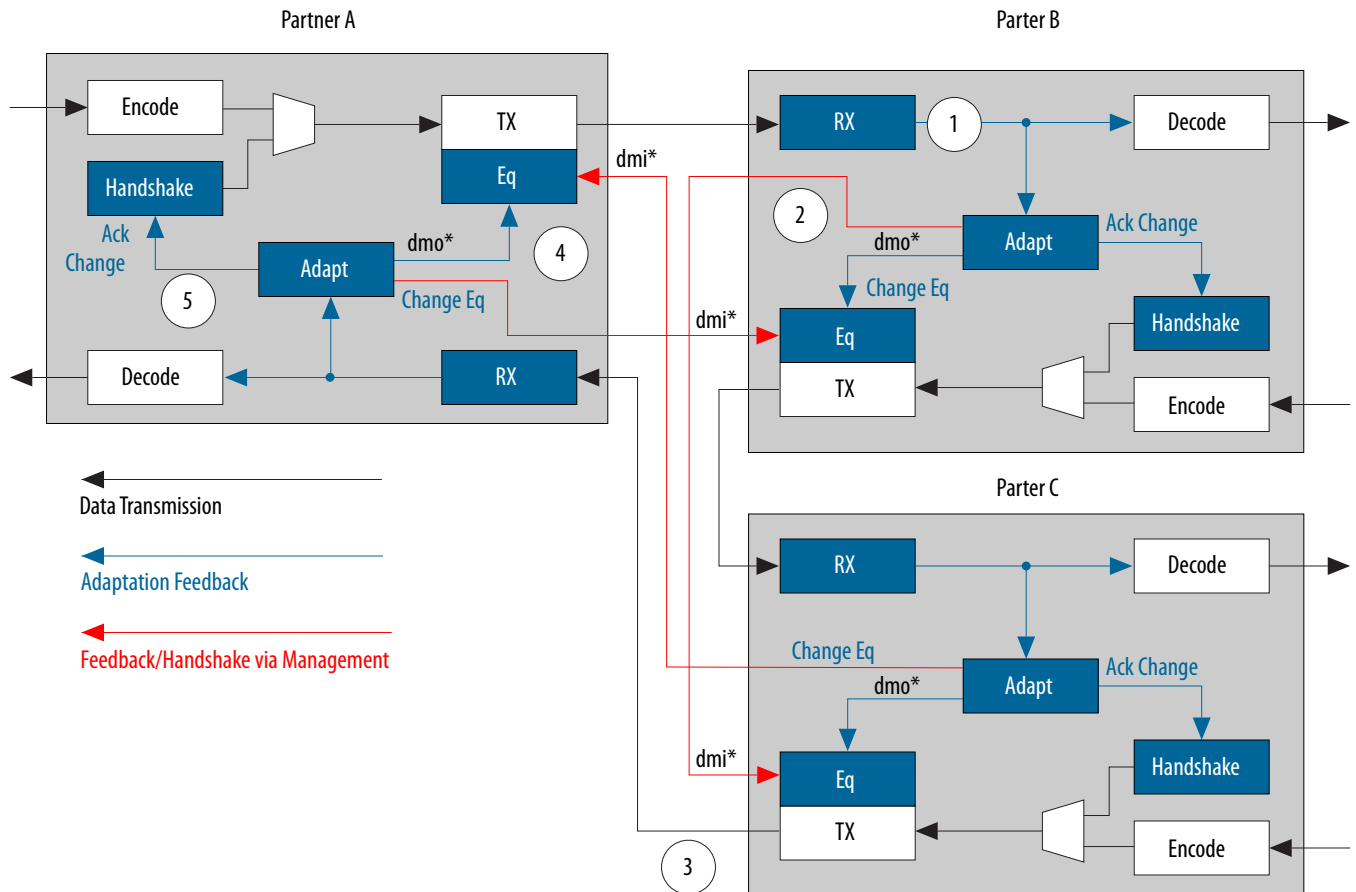 Partner A
Encode
TX
Eq
dmi*
Handshake
Ack
Change
Adapt
dmo*
Change Eq
4
5
dmi*
Decode
RX
Parter B
RX
1
Decode
2
Adapt
Ack Change
dmo*
Change Eq
Handshake
Eq
TX
Encode
Data Transmission
Adaptation Feedback
Feedback/Handshake via Management
Parter C
RX
Decode
Change Eq
Adapt
Ack Change
dmo*
dmi*
Eq
Handshake
TX
Encode
3